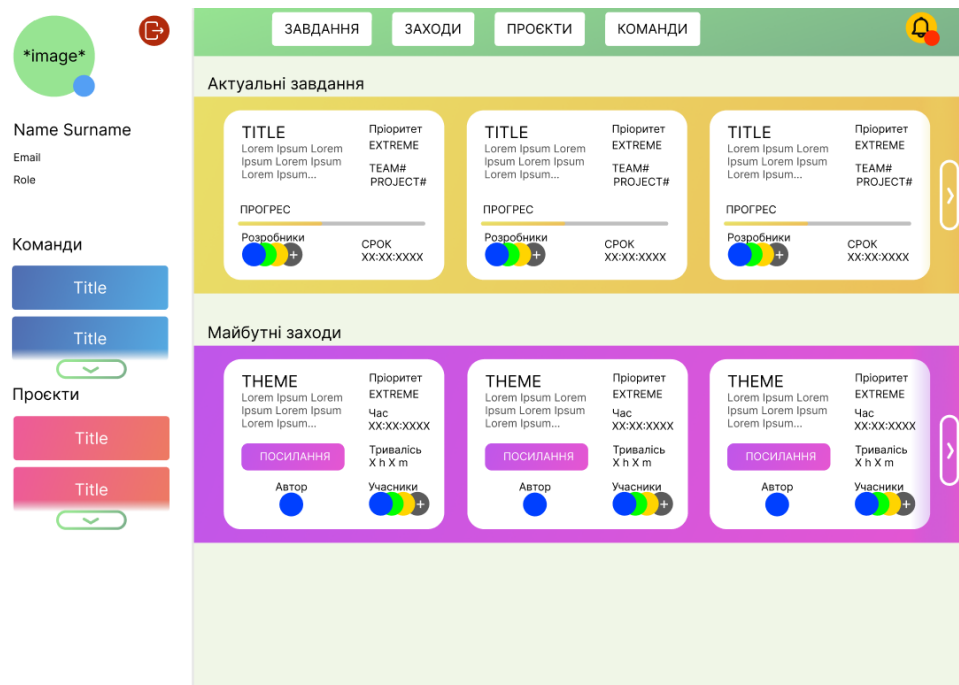 *image*
Name Surname
Email
Role
Команди
Title
Title
Проєкти
Title
Title
ЗАВДАННЯ
ЗАХОДИ
ПРОЄКТИ
КОМАНДИ
Актуальні завдання
TITLE
Lorem Ipsum Lorem
Ipsum Lorem Ipsum
Lorem Ipsum...
Пріоритет
EXTREME
TEAM#
PROJECT#
ПРОГРЕС
Розробники
+
СРОК
XX:XX:XXXX
TITLE
Lorem Ipsum Lorem
Ipsum Lorem Ipsum
Lorem Ipsum...
Пріоритет
EXTREME
TEAM#
PROJECT#
ПРОГРЕС
Розробники
+
СРОК
XX:XX:XXXX
TITLE
Lorem Ipsum Lorem
Ipsum Lorem Ipsum
Lorem Ipsum...
Пріоритет
EXTREME
TEAM#
PROJECT#
ПРОГРЕС
Розробники
+
СРОК
XX:XX:XXXX
Майбутні заходи
THEME
Lorem Ipsum Lorem
Ipsum Lorem Ipsum
Lorem Ipsum...
Пріоритет
EXTREME
Час
XX:XX:XXXX
ПОСИЛАННЯ
Тривалісь
X h X m
Автор
Учасники
+
THEME
Lorem Ipsum Lorem
Ipsum Lorem Ipsum
Lorem Ipsum...
Пріоритет
EXTREME
Час
XX:XX:XXXX
ПОСИЛАННЯ
Тривалісь
X h X m
Автор
Учасники
+
THEME
Lorem Ipsum Lorem
Ipsum Lorem Ipsum
Lorem Ipsum...
Пріоритет
EXTREME
Час
XX:XX:XXXX
ПОСИЛАННЯ
Тривалісь
X h X m
Автор
Учасники
+